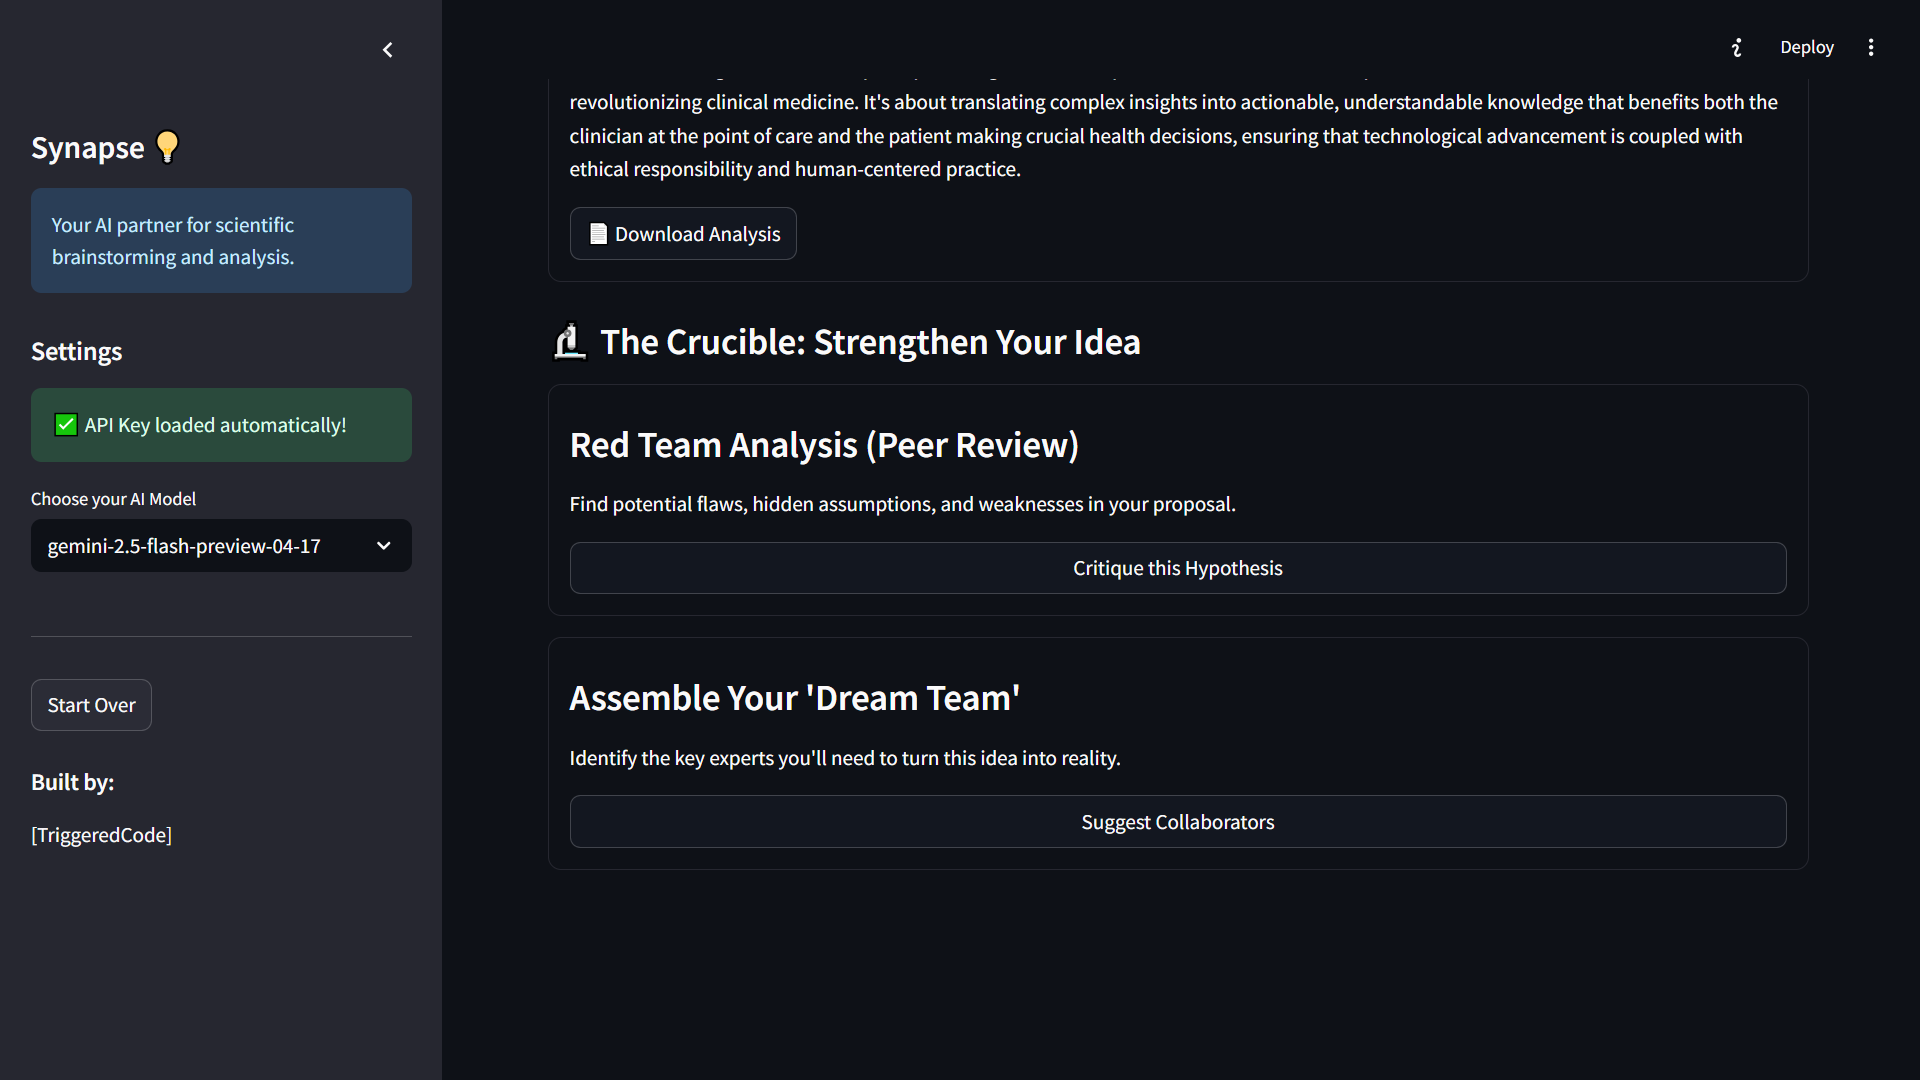 Synapse
Your AI partner for scientific
brainstorming and analysis.
Settings
API Key loaded automatically!
Choose your AI Model
gemini-2.5-flash-preview-04-17
Start Over
Built by:
[TriggeredCode]
Deploy
revolutionizing clinical medicine. It's about translating complex insights into actionable, understandable knowledge that benefits both the
clinician at the point of care and the patient making crucial health decisions, ensuring that technological advancement is coupled with
ethical responsibility and human-centered practice.
Download Analysis
The Crucible: Strengthen Your Idea
Red Team Analysis (Peer Review)
Find potential flaws, hidden assumptions, and weaknesses in your proposal.
Critique this Hypothesis
Assemble Your 'Dream Team'
Identify the key experts you'll need to turn this idea into reality.
Suggest Collaborators